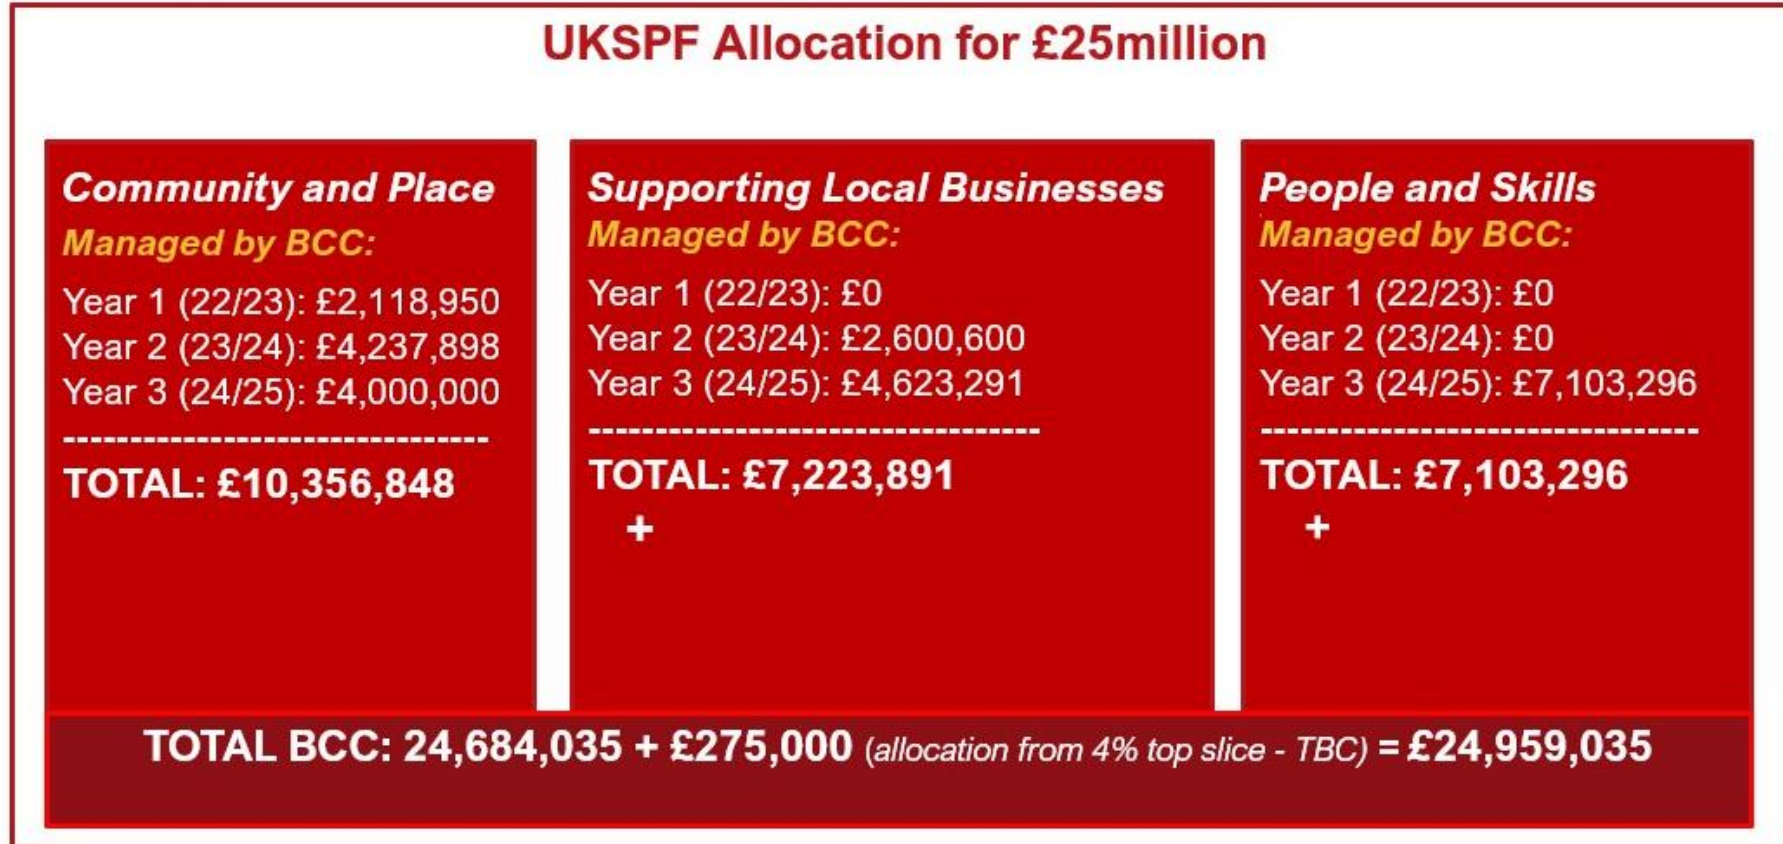 UKSPF Allocation for £25million
Community and Place
Managed by BCC:
Year 1 (22/23): £2,118,950
Year 2 (23/24): £4,237,898
Year 3 (24/25): £4,000,000
--------------------------------
TOTAL: £10,356,848
Supporting Local Businesses
Managed by BCC:
Year 1 (22/23): £0
Year 2 (23/24): £2,600,600
Year 3 (24/25): £4,623,291
----------------------------------
TOTAL: £7,223,891
+
People and Skills
Managed by BCC:
Year 1 (22/23): £0
Year 2 (23/24): £0
Year 3 (24/25): £7,103,296
---------------------------------
TOTAL: £7,103,296
+
TOTAL BCC: 24,684,035 + £275,000 (allocation from 4% top slice - TBC) = £24,959,035